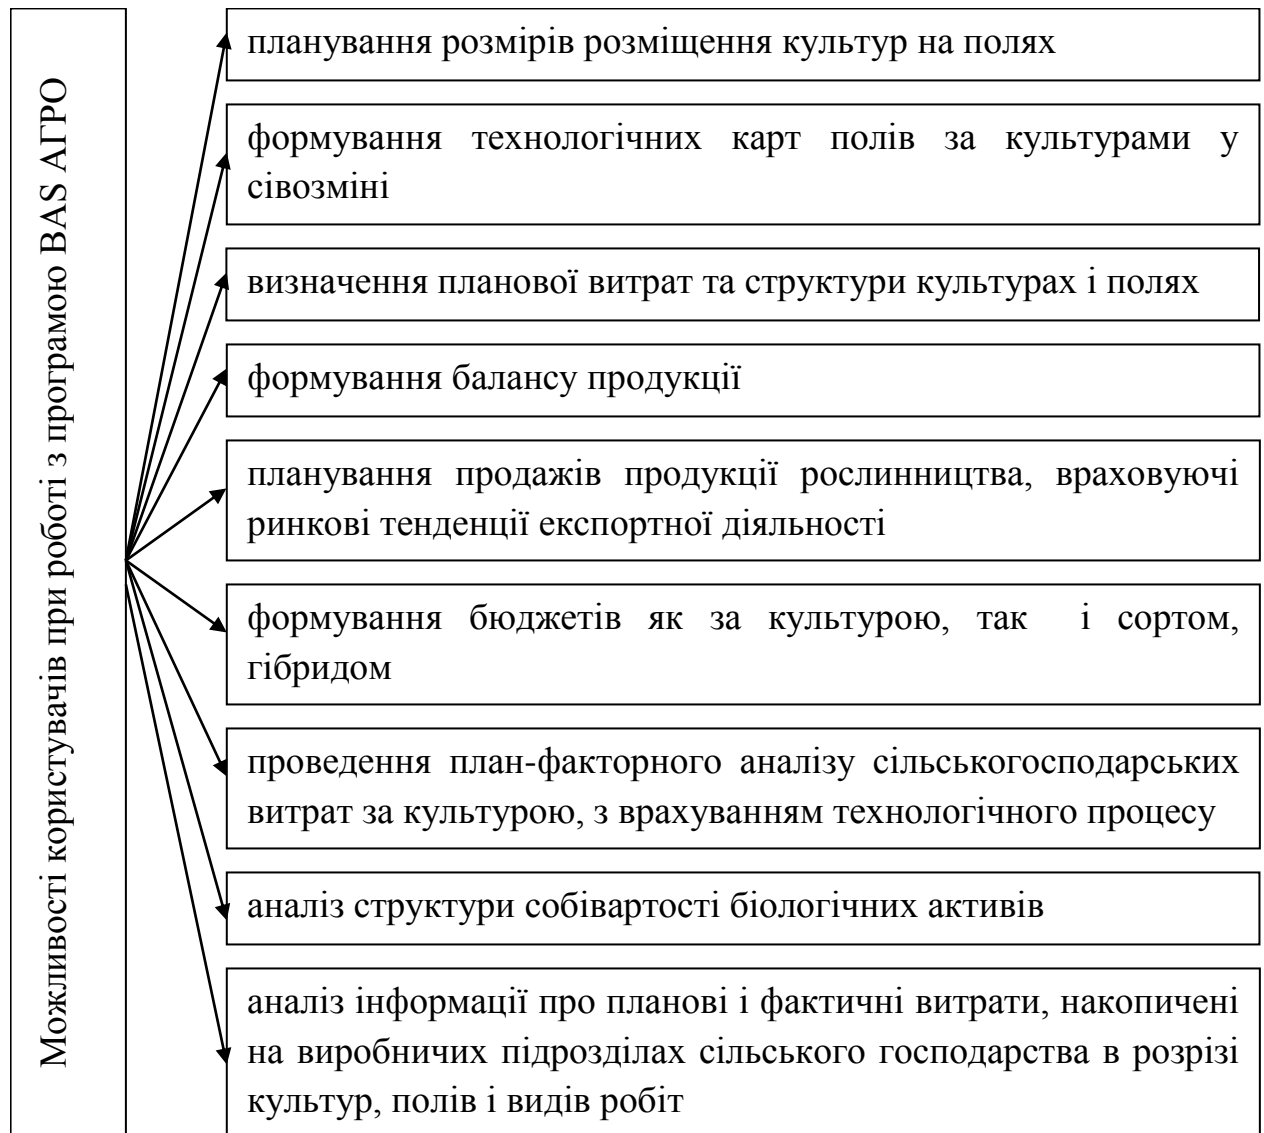 Можливості користувачів при роботі з програмою BAS АГРО
планування розмірів розміщення культур на полях
формування технологічних карт полів за культурами у
сівозміні
визначення планової витрат та структури культурах і полях
формування балансу продукції
планування продажів продукції рослинництва, враховуючі
ринкові тенденції експортної діяльності
формування бюджетів як за культурою, так і сортом,
гібридом
проведення план-факторного аналізу сільськогосподарських
витрат за культурою, з врахуванням технологічного процесу
аналіз структури собівартості біологічних активів
аналіз інформації про планові і фактичні витрати, накопичені
на виробничих підрозділах сільського господарства в розрізі
культур, полів і видів робіт